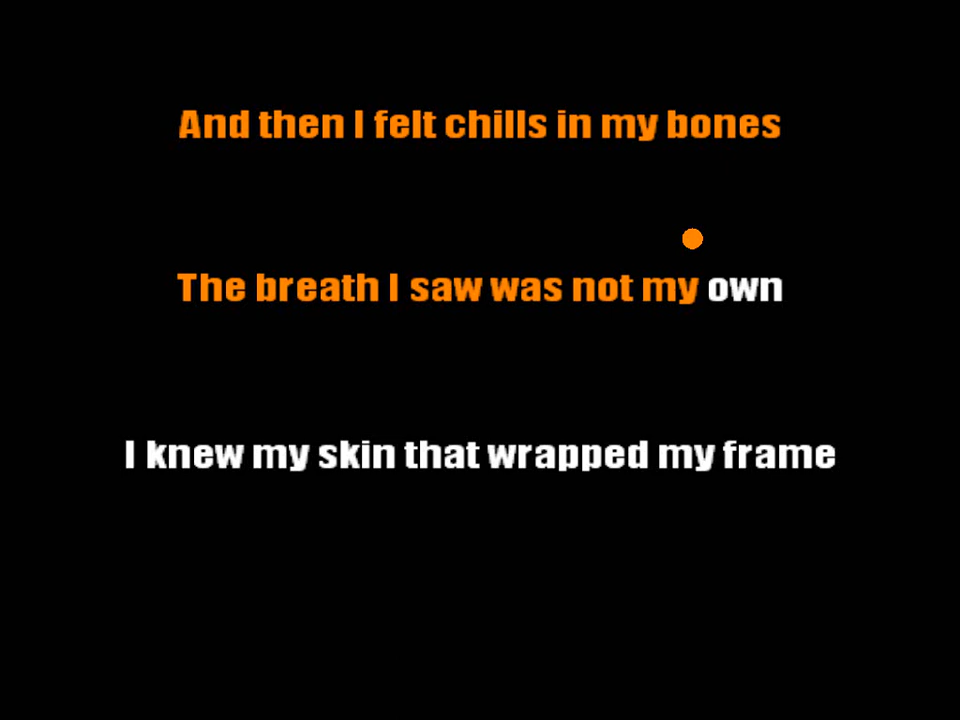 And then I felt chills in my bones
The breath I saw was not my own
I knew my skin that wrapped my frame